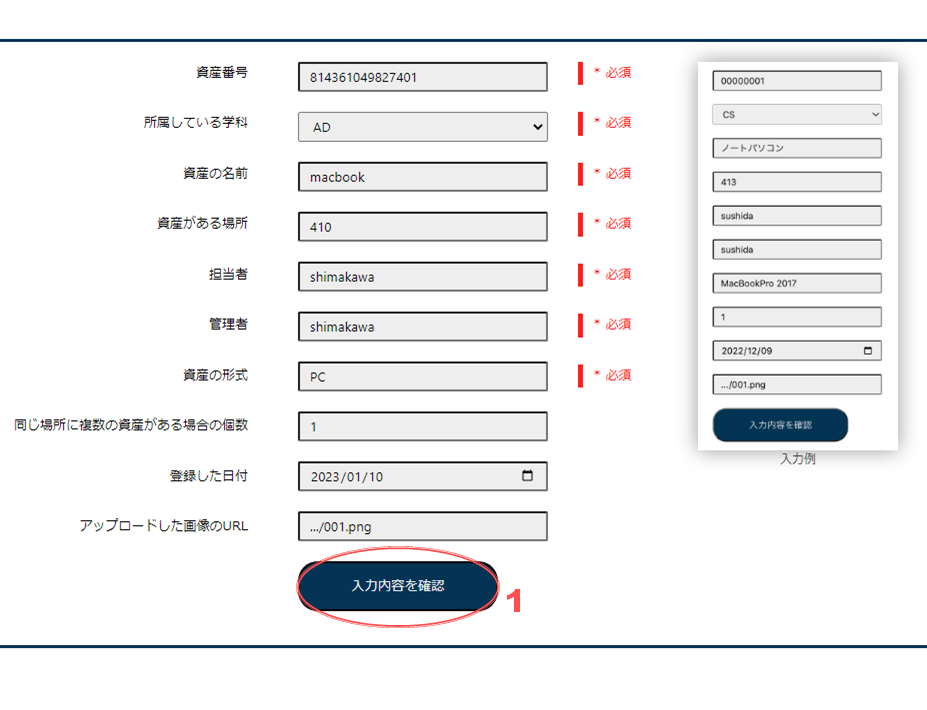 資産番号 814361049827401 * 必須
所属している学科 AD * 必須
資産の名前 macbook * 必須
資産がある場所 410 * 必須
担当者 shimakawa * 必須
管理者 shimakawa * 必須
資産の形式 PC * 必須
同じ場所に複数の資産がある場合の個数 1
登録した日付 2023/01/10
アップロードした画像のURL .../001.png
入力内容を確認 1
00000001
CS
ノートパソコン
413
sushida
sushida
MacBookPro 2017
1
2022/12/09
.../001.png
入力内容を確認
入力例